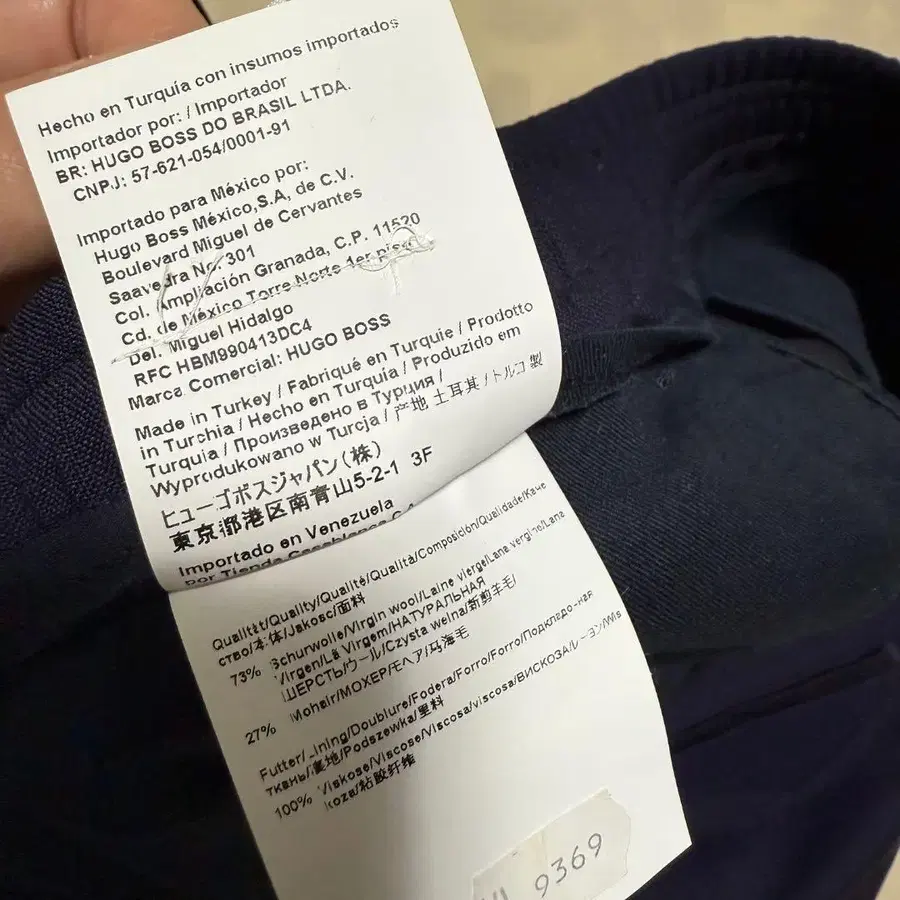 Hecho en Turquía con insumos importados
Importador por: / Importador
BR: HUGO BOSS DO BRASIL LTDA.
CNPJ: 57-621-054/0001-91
Importado para México por:
Hugo Boss México,S.A, de C.V.
Boulevard Miguel de Cervantes
Saavedra No. 301
Col. Ampliación Granada, C.P. 11520
Cd. de México Torre Norte 1er piso
Del. Miguel Hidalgo
RFC HBM990413DC4
Marca Comercial: HUGO BOSS
Made in Turkey / Fabriqué en Turquie / Prodotto
in Turchia / Hecho en Turquía / Produzido em
Turquia / Произведено в Турции /
Wyprodukowano w Turcja / 产地 土耳其 / トルコ製
ヒューゴボスジャパン(株)
東京都港区南青山5-2-1 3F
Importado en Venezuela
por Tienda Casablanca
Qualität/Quality/Qualité/Qualità/Composición/Qualidade/Каче
ство/本体/Jakosc/面料
73% Schurwolle/Virgin wool/Laine vierge/Lana vergine/Lana
Virgen/Lã Virgem/НАТУРАЛЬНАЯ
ШЕРСТЬ/ウール/Czysta welna/新剪羊毛/
27% Mohair/МОХЕР/モヘア/马海毛
Futter/Lining/Doublure/Fodera/Forro/Forro/Подкладо-ная
ткань/裏地/Podszewka/里料
100% Viskose/Viscose/Viscosa/viscosa/ВИСКОЗА/レーヨン/Wis
koza/粘胶纤维
9369